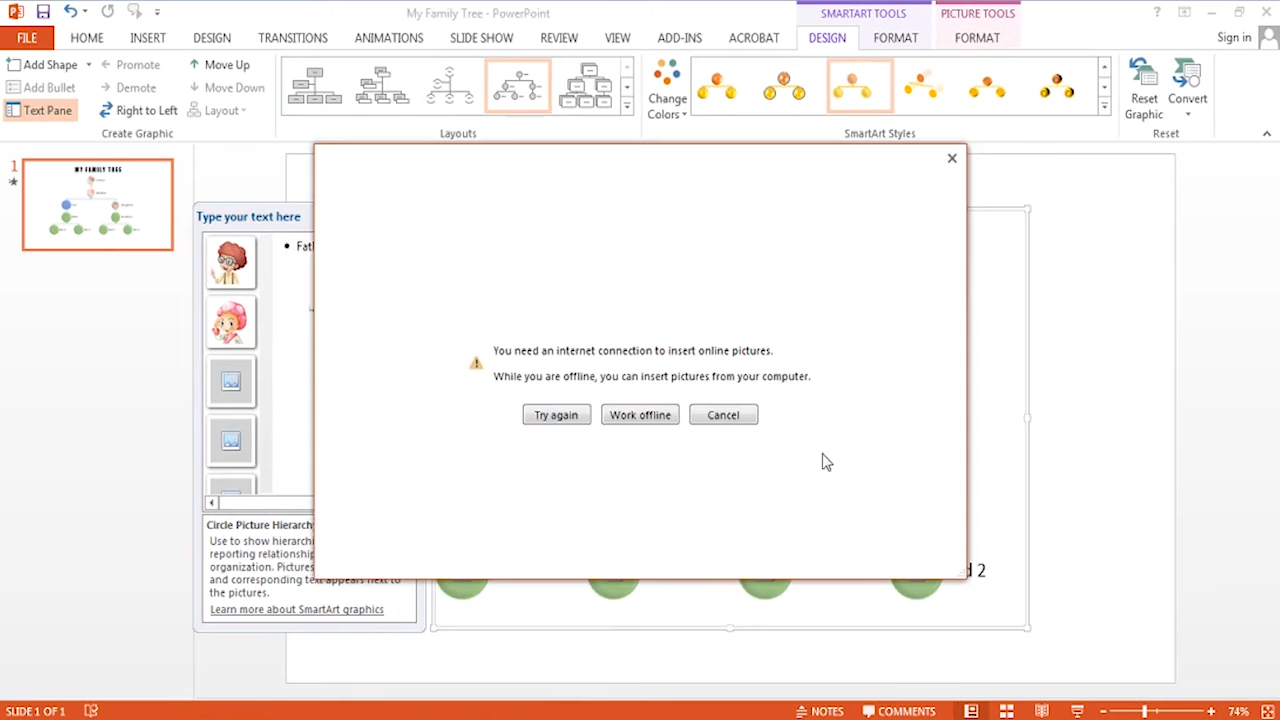 My Family Tree - PowerPoint
SMARTART TOOLS
PICTURE TOOLS
?
FILE
HOME
INSERT
DESIGN
TRANSITIONS
ANIMATIONS
SLIDE SHOW
REVIEW
VIEW
ADD-INS
ACROBAT
DESIGN
FORMAT
FORMAT
Sign in
Add Shape
Promote
Move Up
Add Bullet
Demote
Move Down
Text Pane
Right to Left
Layout
Create Graphic
Layouts
Change
Colors
SmartArt Styles
Reset
Graphic
Convert
Reset
1
MY FAMILY TREE
Type your text here
Fat
You need an internet connection to insert online pictures.
While you are offline, you can insert pictures from your computer.
Try again
Work offline
Cancel
Circle Picture Hierarchy
Use to show hierarch
reporting relationship
organization. Pictures
and corresponding text appears next to
the pictures.
Learn more about SmartArt graphics
d 2
SLIDE 1 OF 1
NOTES
COMMENTS
74%